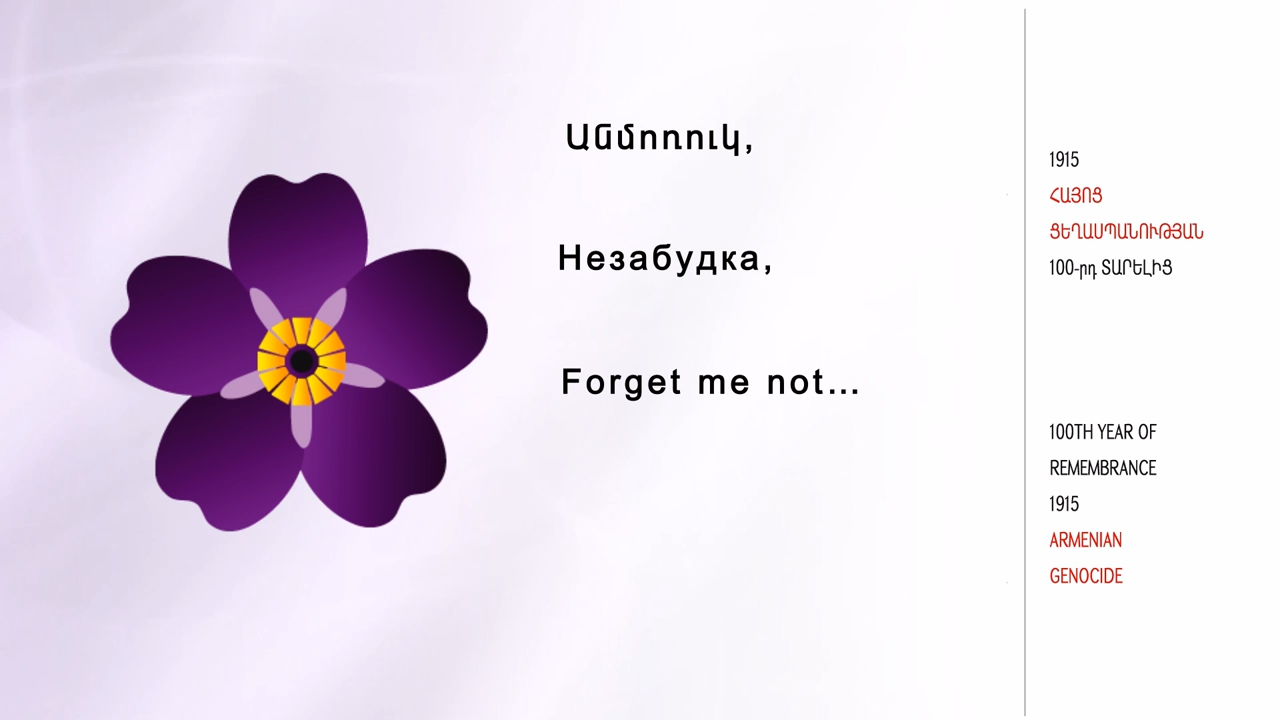 Անմոռուկ,
Незабудка,
Forget me not...
1915
ՀԱՅՈՑ
ՑԵՂԱՍՊԱՆՈՒԹՅԱՆ
100-րդ ՏԱՐԵԼԻՑ
100TH YEAR OF
REMEMBRANCE
1915
ARMENIAN
GENOCIDE